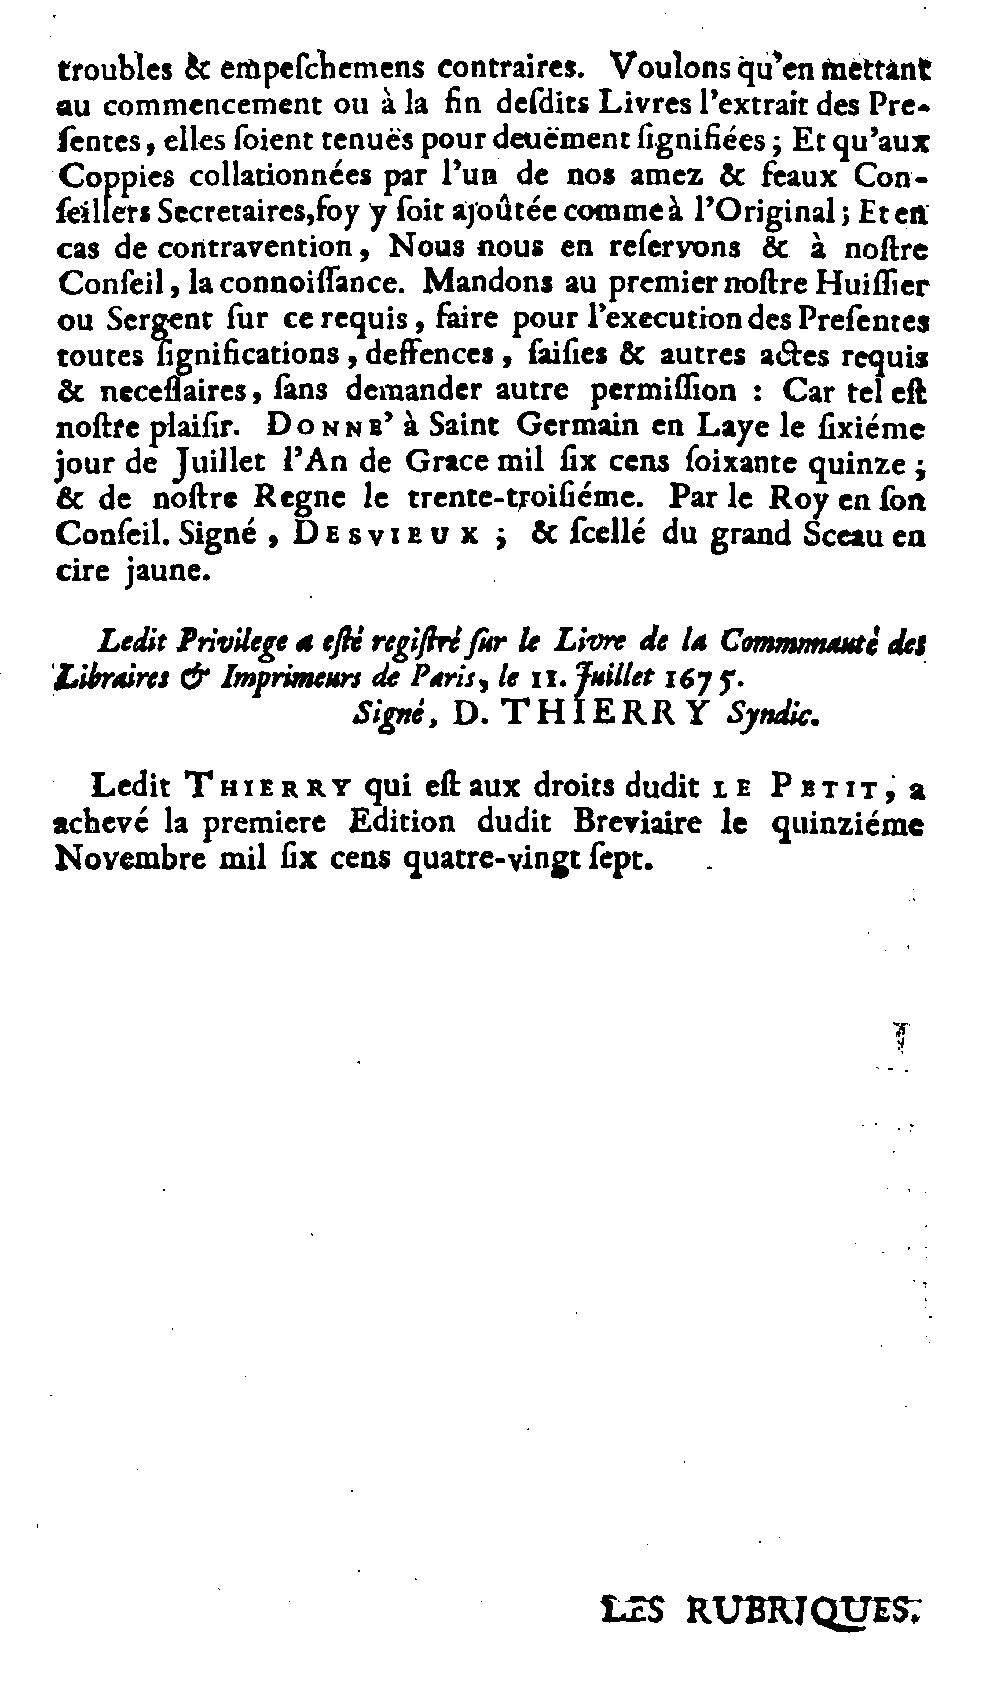 troubles & empeſchemens contraires. Voulons qu'en mettant
au commencement ou à la fin deſdits Livres l'extrait des Pre-
ſentes, elles ſoient tenuës pour deuëment ſignifiées ; Et qu'aux
Coppies collationnées par l'un de nos amez & feaux Con-
ſeillers Secretaires, foy y ſoit ajoûtée comme à l'Original ; Et en
cas de contravention, Nous nous en reſervons & à noſtre
Conſeil, la connoiſſance. Mandons au premier noſtre Huiſſier
ou Sergent ſur ce requis, faire pour l'execution des Preſentes
toutes ſignifications, deffences, ſaiſies & autres actes requis
& neceſſaires, ſans demander autre permiſſion : Car tel eſt
noſtre plaiſir. DONNE' à Saint Germain en Laye le ſixiéme
jour de Juillet l'An de Grace mil ſix cens ſoixante quinze ;
& de noſtre Regne le trente-troiſiéme. Par le Roy en ſon
Conſeil. Signé, DESVIEUX ; & ſcellé du grand Sceau en
cire jaune.
Ledit Privilege a eſté regiſtré ſur le Livre de la Communauté des
Libraires & Imprimeurs de Paris, le 11. Juillet 1675.
Signé, D. THIERRY Syndic.
Ledit THIERRY qui eſt aux droits dudit LE PETIT, a
achevé la premiere Edition dudit Breviaire le quinziéme
Novembre mil ſix cens quatre-vingt ſept.
LES RUBRIQUES.